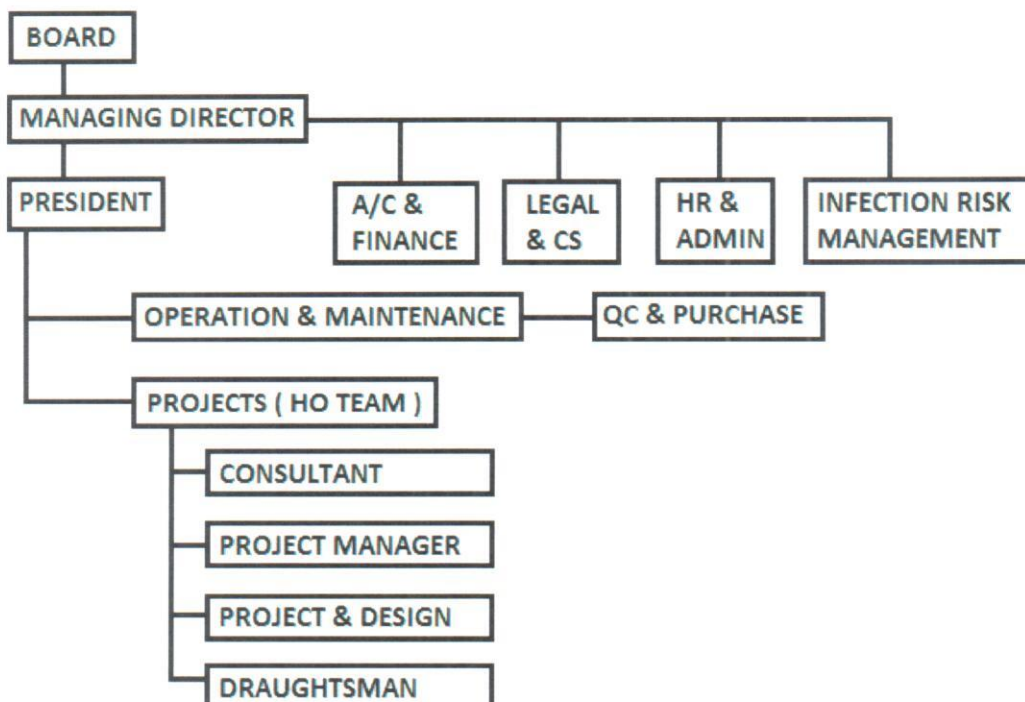 BOARD
MANAGING DIRECTOR
PRESIDENT
A/C &
FINANCE
LEGAL
& CS
HR &
ADMIN
INFECTION RISK
MANAGEMENT
OPERATION & MAINTENANCE
QC & PURCHASE
PROJECTS ( HO TEAM )
CONSULTANT
PROJECT MANAGER
PROJECT & DESIGN
DRAUGHTSMAN